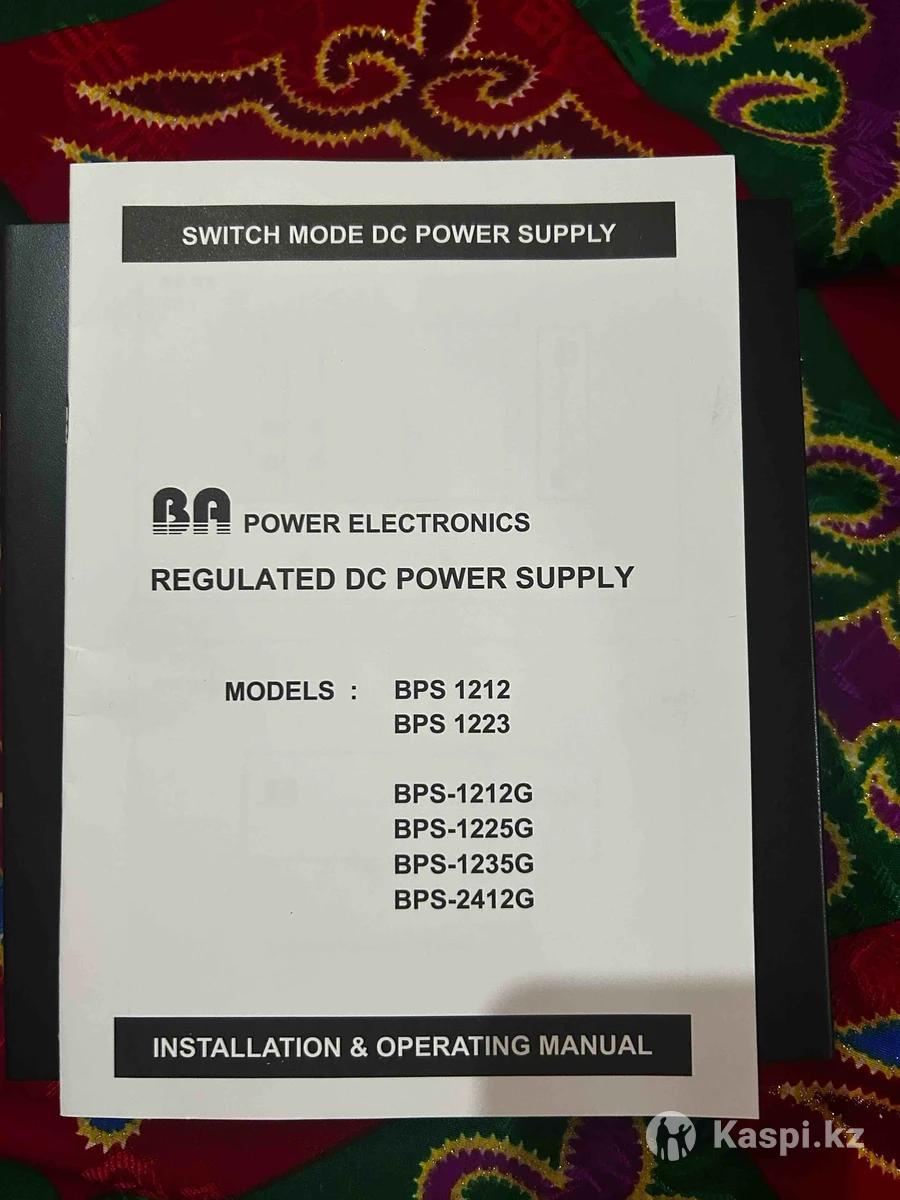 SWITCH MODE DC POWER SUPPLY
BA POWER ELECTRONICS
REGULATED DC POWER SUPPLY
MODELS : BPS 1212
BPS 1223
BPS-1212G
BPS-1225G
BPS-1235G
BPS-2412G
INSTALLATION & OPERATING MANUAL
Kaspi.kz